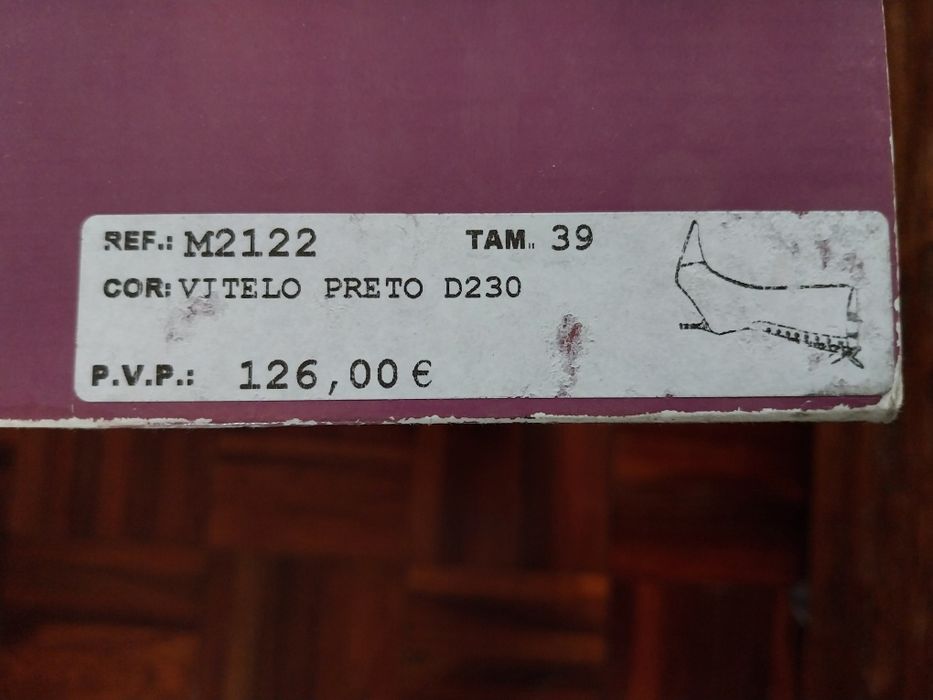 REF.: M2122 TAM.: 39
COR: VITELO PRETO D230
P.V.P.: 126,00 €